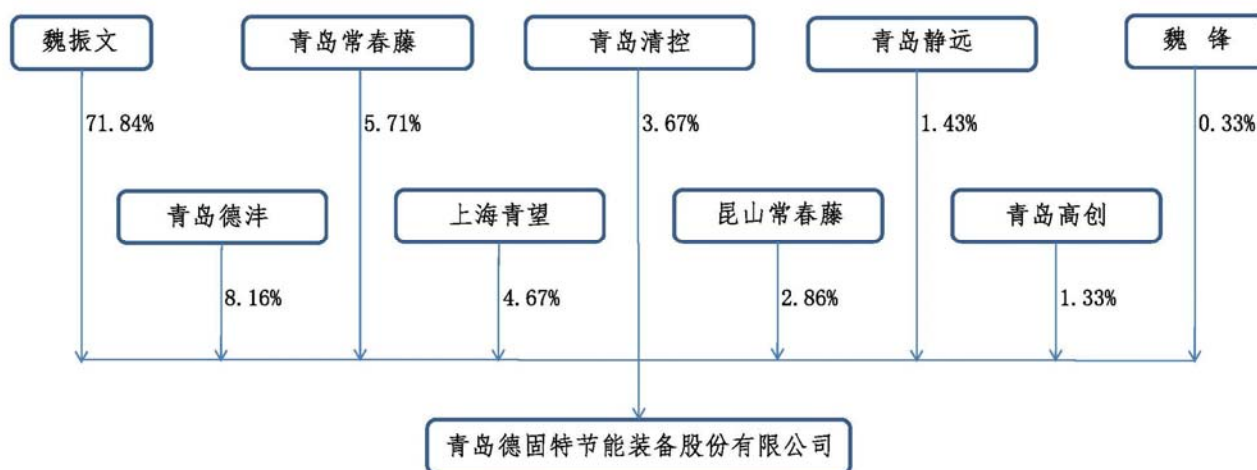 魏振文
青岛常春藤
青岛清控
青岛静远
魏 锋
71.84%
5.71%
3.67%
1.43%
0.33%
青岛德沣
上海青望
昆山常春藤
青岛高创
8.16%
4.67%
2.86%
1.33%
青岛德固特节能装备股份有限公司